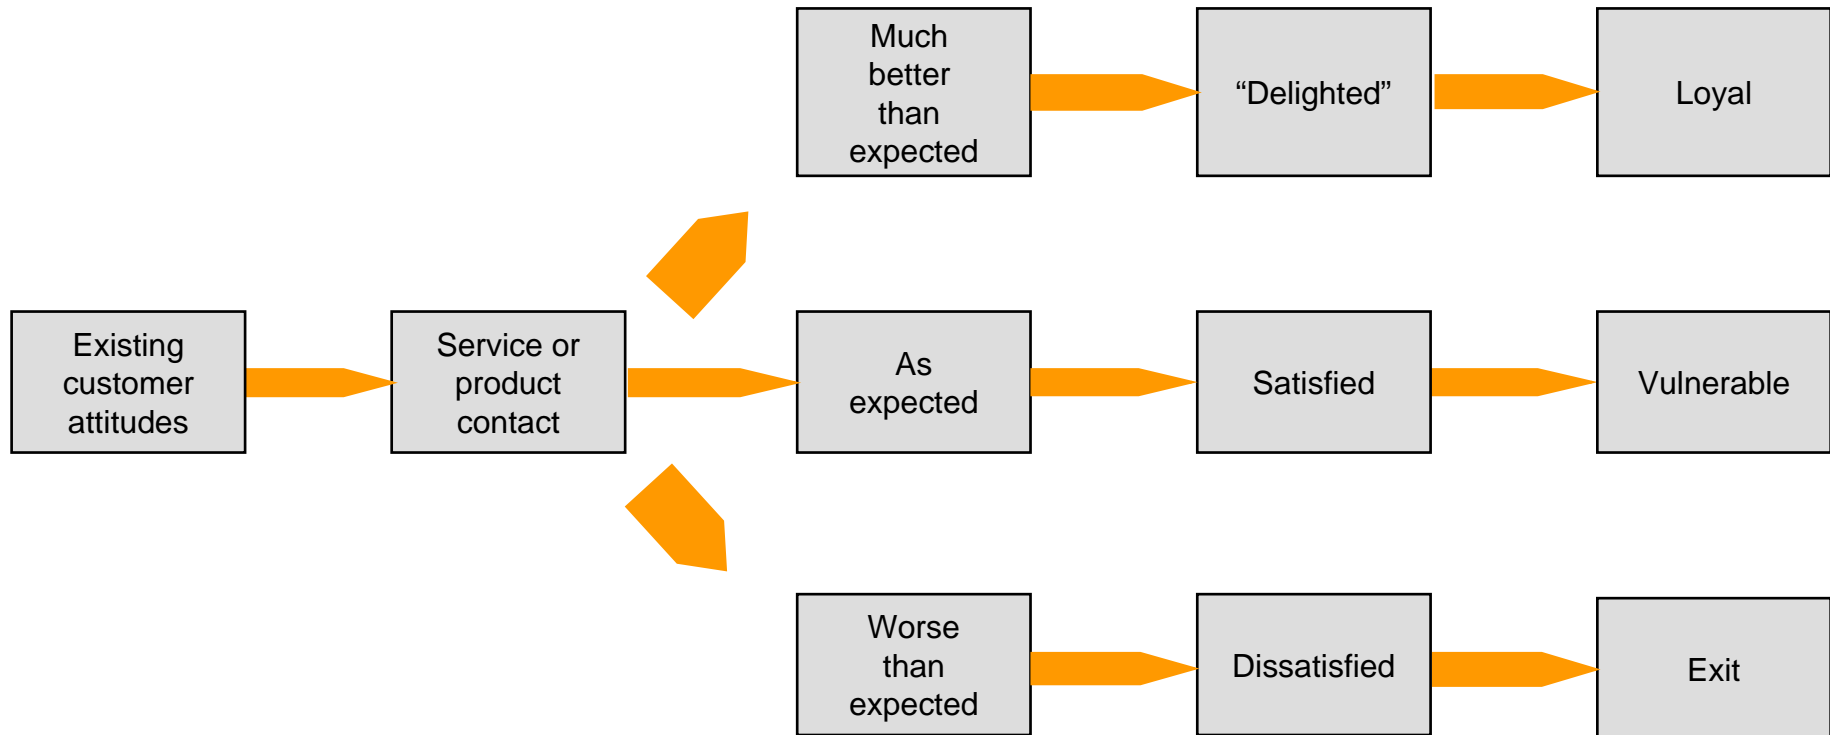 Much
better
than
expected
“Delighted”
Loyal
Existing
customer
attitudes
Service or
product
contact
As
expected
Satisfied
Vulnerable
Worse
than
expected
Dissatisfied
Exit